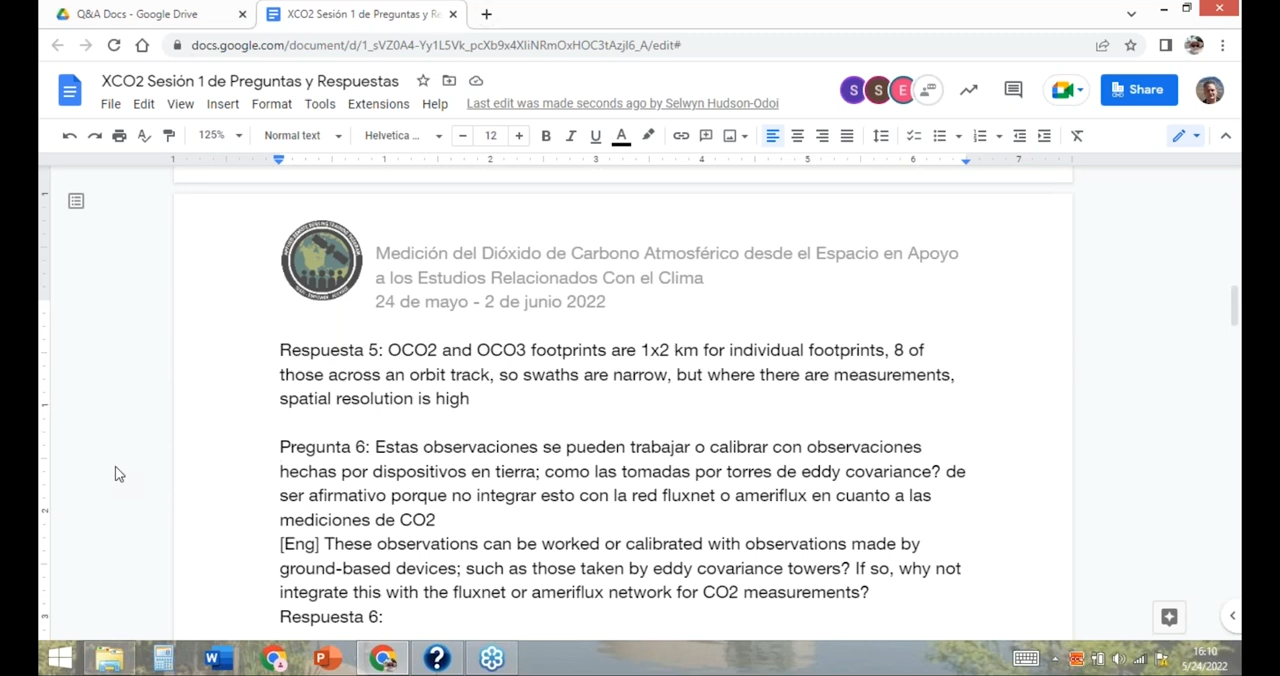 Q&A Docs - Google Drive
XCO2 Sesión 1 de Preguntas y Re
docs.google.com/document/d/1_sVZ0A4-Yy1L5Vk_pcXb9x4XIiNRmOxHOC3tAzjI6_A/edit#
XCO2 Sesión 1 de Preguntas y Respuestas
S S E
Share
File Edit View Insert Format Tools Extensions Help Last edit was made seconds ago by Selwyn Hudson-Odoi
125% Normal text Helvetica ... 12 B I U A
1 1 2 3 4 5 6 7
Medición del Dióxido de Carbono Atmosférico desde el Espacio en Apoyo
a los Estudios Relacionados Con el Clima
24 de mayo - 2 de junio 2022
Respuesta 5: OCO2 and OCO3 footprints are 1x2 km for individual footprints, 8 of
those across an orbit track, so swaths are narrow, but where there are measurements,
spatial resolution is high
Pregunta 6: Estas observaciones se pueden trabajar o calibrar con observaciones
hechas por dispositivos en tierra; como las tomadas por torres de eddy covariance? de
ser afirmativo porque no integrar esto con la red fluxnet o ameriflux en cuanto a las
mediciones de CO2
[Eng] These observations can be worked or calibrated with observations made by
ground-based devices; such as those taken by eddy covariance towers? If so, why not
integrate this with the fluxnet or ameriflux network for CO2 measurements?
Respuesta 6:
16:10
5/24/2022